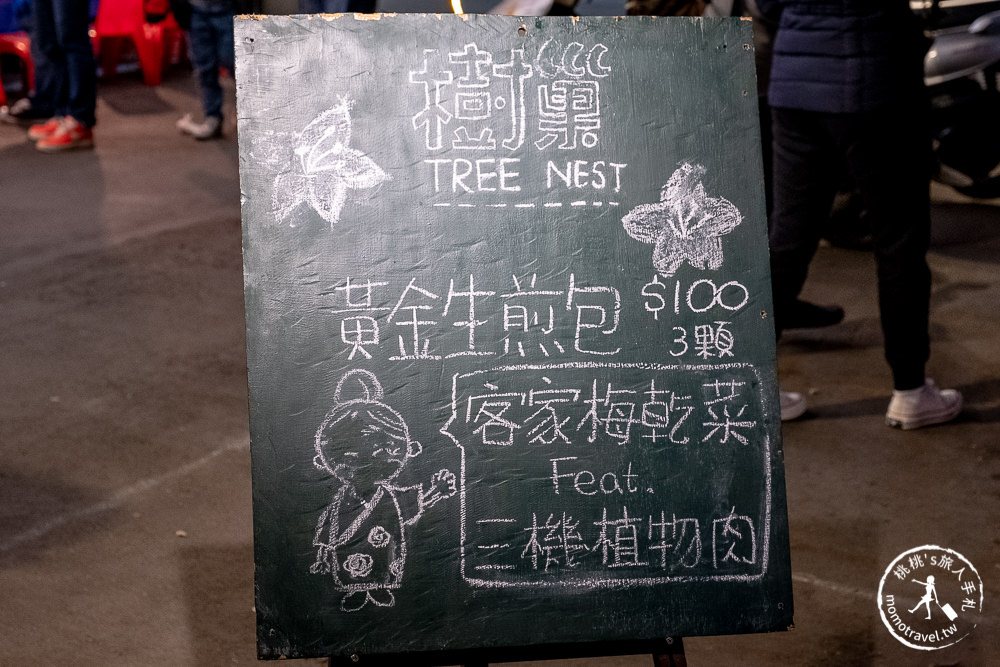 樹巢
TREE NEST
黃金生煎包
$100
3顆
客家梅乾菜
Feat.
三機植物肉
桃桃's旅人手札
momotravel.tw